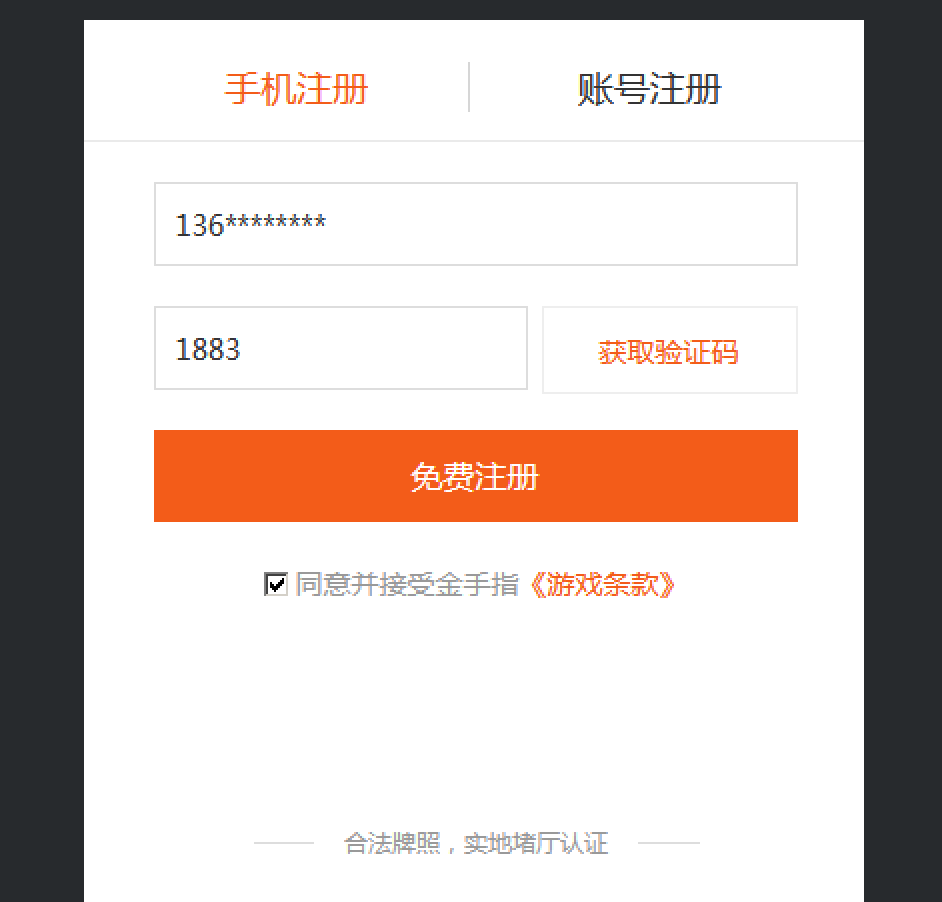 手机注册 账号注册
136********
1883 获取验证码
免费注册
同意并接受金手指《游戏条款》
合法牌照，实地堵厅认证